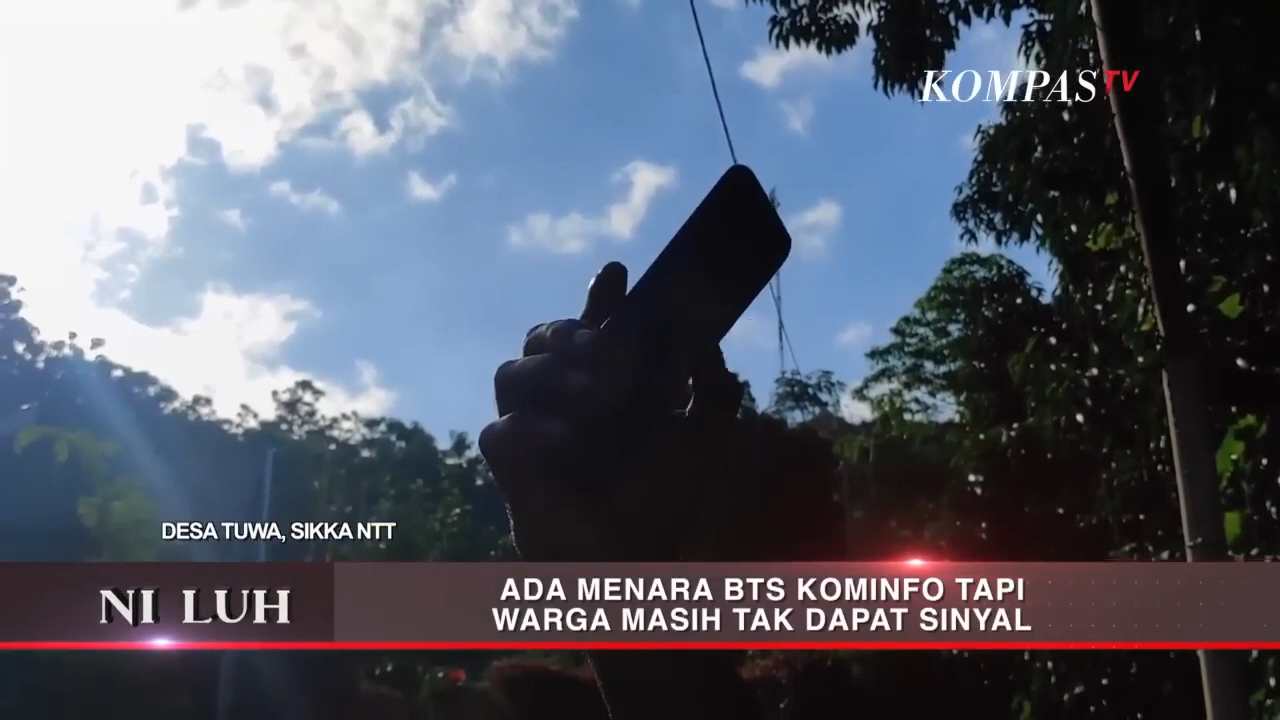 KOMPAS TV
DESA TUWA, SIKKA NTT
NI LUH
ADA MENARA BTS KOMINFO TAPI
WARGA MASIH TAK DAPAT SINYAL